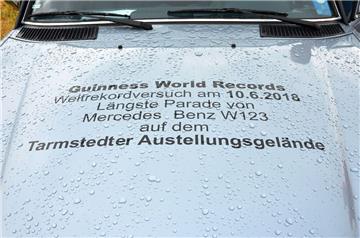 Guinness World Records
Weltrekordversuch am 10.6.2018
Längste Parade von
Mercedes Benz W123
auf dem
Tarmstedter Austellungsgelände